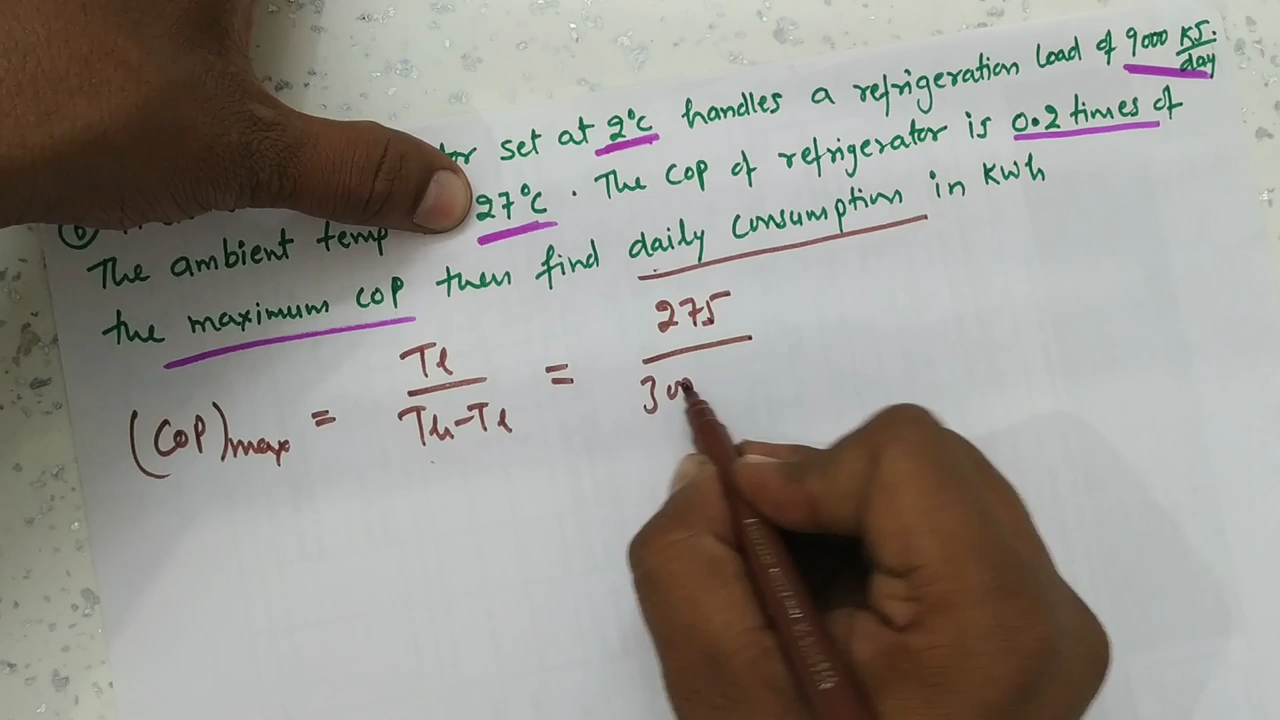 set at 2°C handles a refrigeration load of 9000 KJ/day
27°C. The COP of refrigerator is 0.2 times of
The ambient temp
the maximum COP then find daily consumption in KWh
(COP)max = Tl/Th-Tl = 275/300